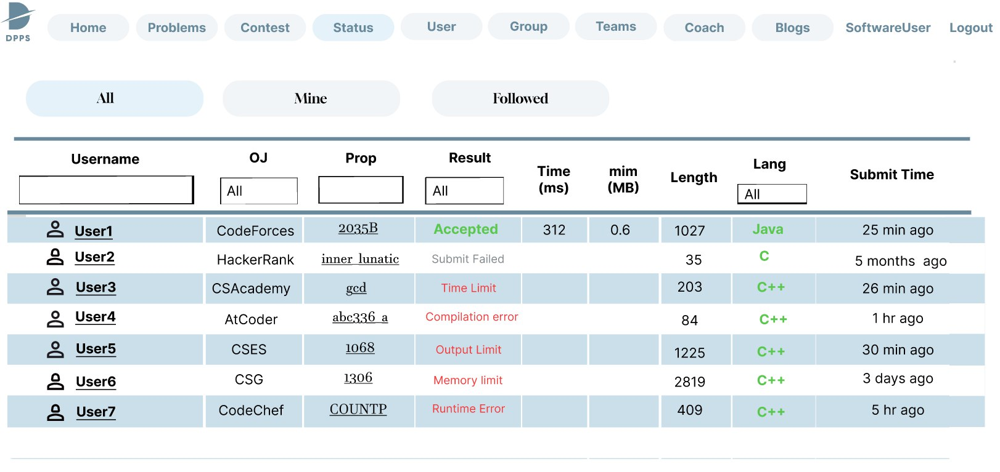 DPPS
Home Problems Contest Status User Group Teams Coach Blogs SoftwareUser Logout
All Mine Followed
Username OJ Prop Result Time (ms) mim (MB) Length Lang Submit Time
All All All
User1 CodeForces 2035B Accepted 312 0.6 1027 Java 25 min ago
User2 HackerRank inner_lunatic Submit Failed 35 C 5 months ago
User3 CSAcademy gcd Time Limit 203 C++ 26 min ago
User4 AtCoder abc336_a Compilation error 84 C++ 1 hr ago
User5 CSES 1068 Output Limit 1225 C++ 30 min ago
User6 CSG 1306 Memory limit 2819 C++ 3 days ago
User7 CodeChef COUNTP Runtime Error 409 C++ 5 hr ago